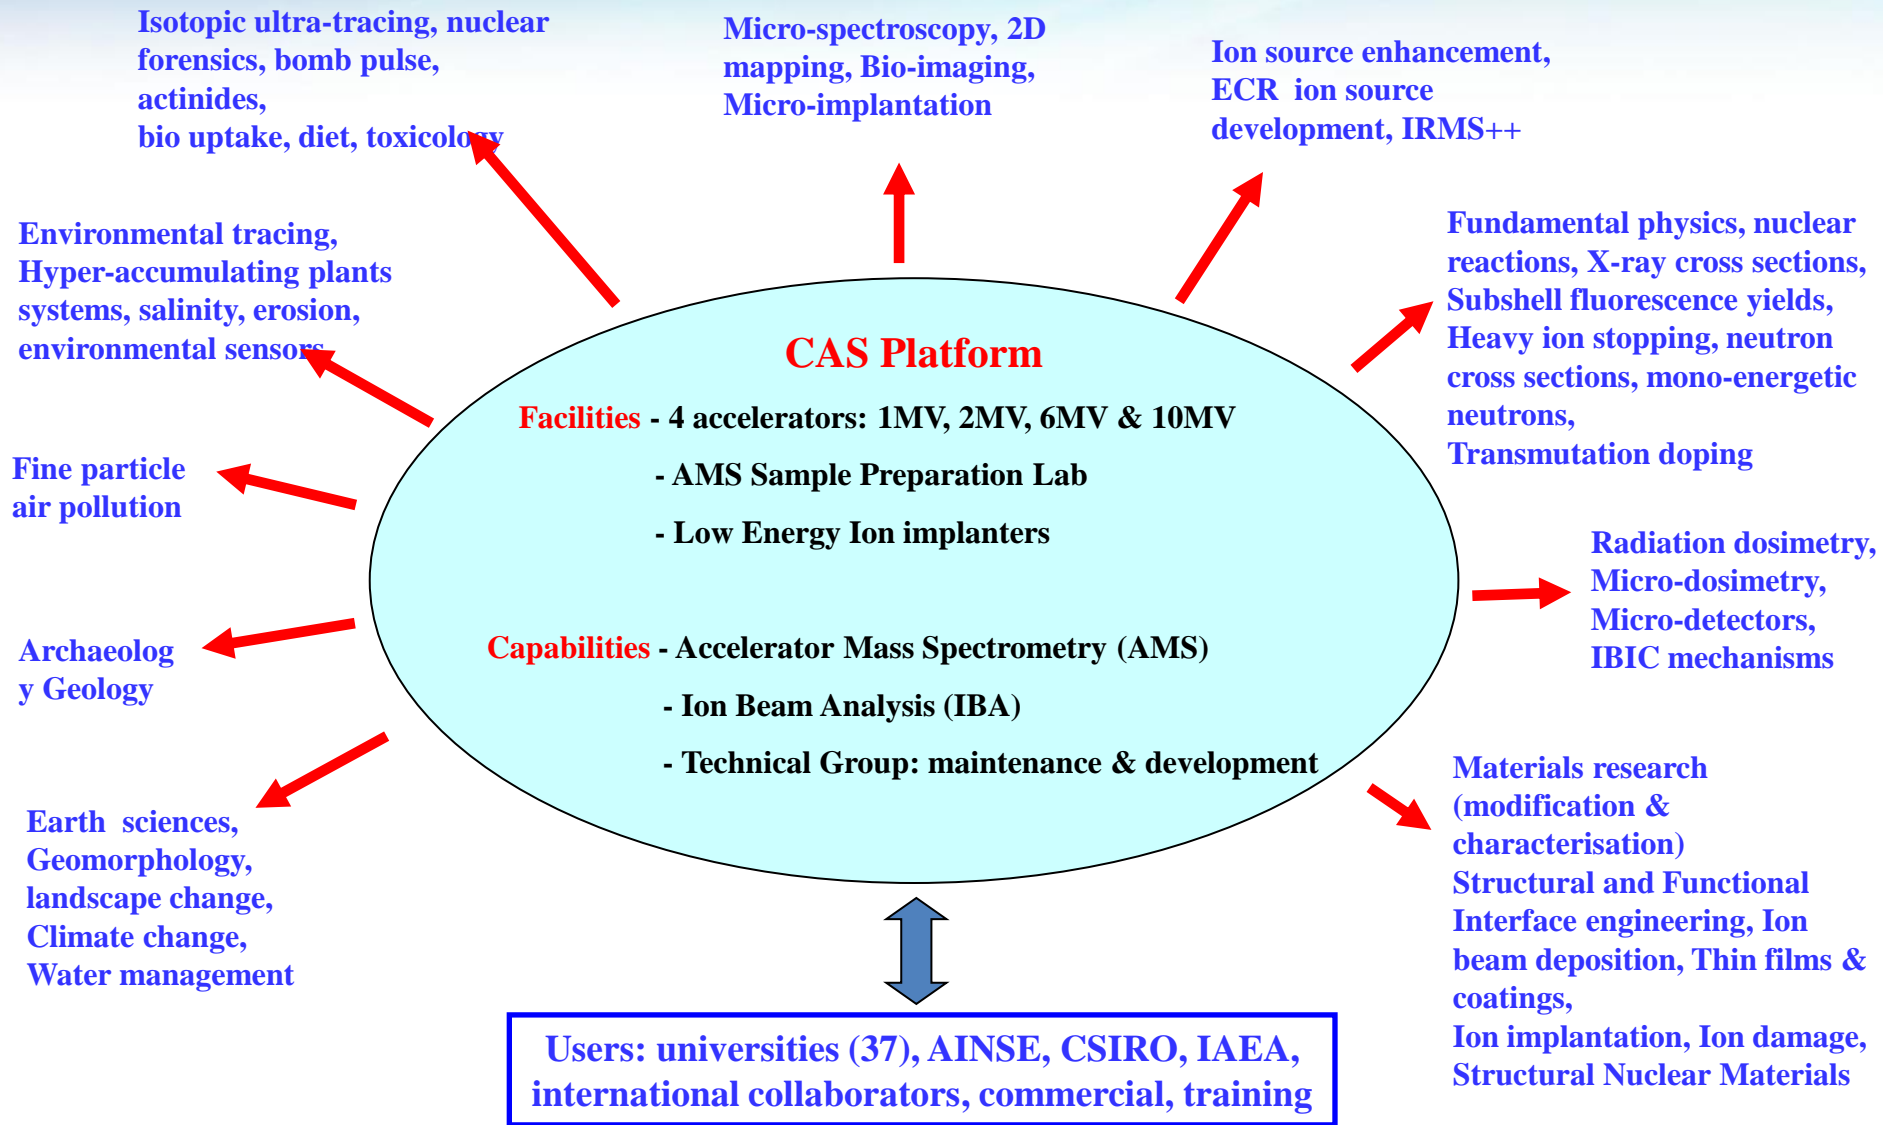 Isotopic ultra-tracing, nuclear
forensics, bomb pulse,
actinides,
bio uptake, diet, toxicology
Micro-spectroscopy, 2D
mapping, Bio-imaging,
Micro-implantation
Ion source enhancement,
ECR ion source
development, IRMS++
Environmental tracing,
Hyper-accumulating plants
systems, salinity, erosion,
environmental sensors
Fundamental physics, nuclear
reactions, X-ray cross sections,
Subshell fluorescence yields,
Heavy ion stopping, neutron
cross sections, mono-energetic
neutrons,
Transmutation doping
CAS Platform
Facilities - 4 accelerators: 1MV, 2MV, 6MV & 10MV
- AMS Sample Preparation Lab
- Low Energy Ion implanters
Capabilities - Accelerator Mass Spectrometry (AMS)
- Ion Beam Analysis (IBA)
- Technical Group: maintenance & development
Fine particle
air pollution
Radiation dosimetry,
Micro-dosimetry,
Micro-detectors,
IBIC mechanisms
Archaeolog
y Geology
Earth sciences,
Geomorphology,
landscape change,
Climate change,
Water management
Materials research
(modification &
characterisation)
Structural and Functional
Interface engineering, Ion
beam deposition, Thin films &
coatings,
Ion implantation, Ion damage,
Structural Nuclear Materials
Users: universities (37), AINSE, CSIRO, IAEA,
international collaborators, commercial, training